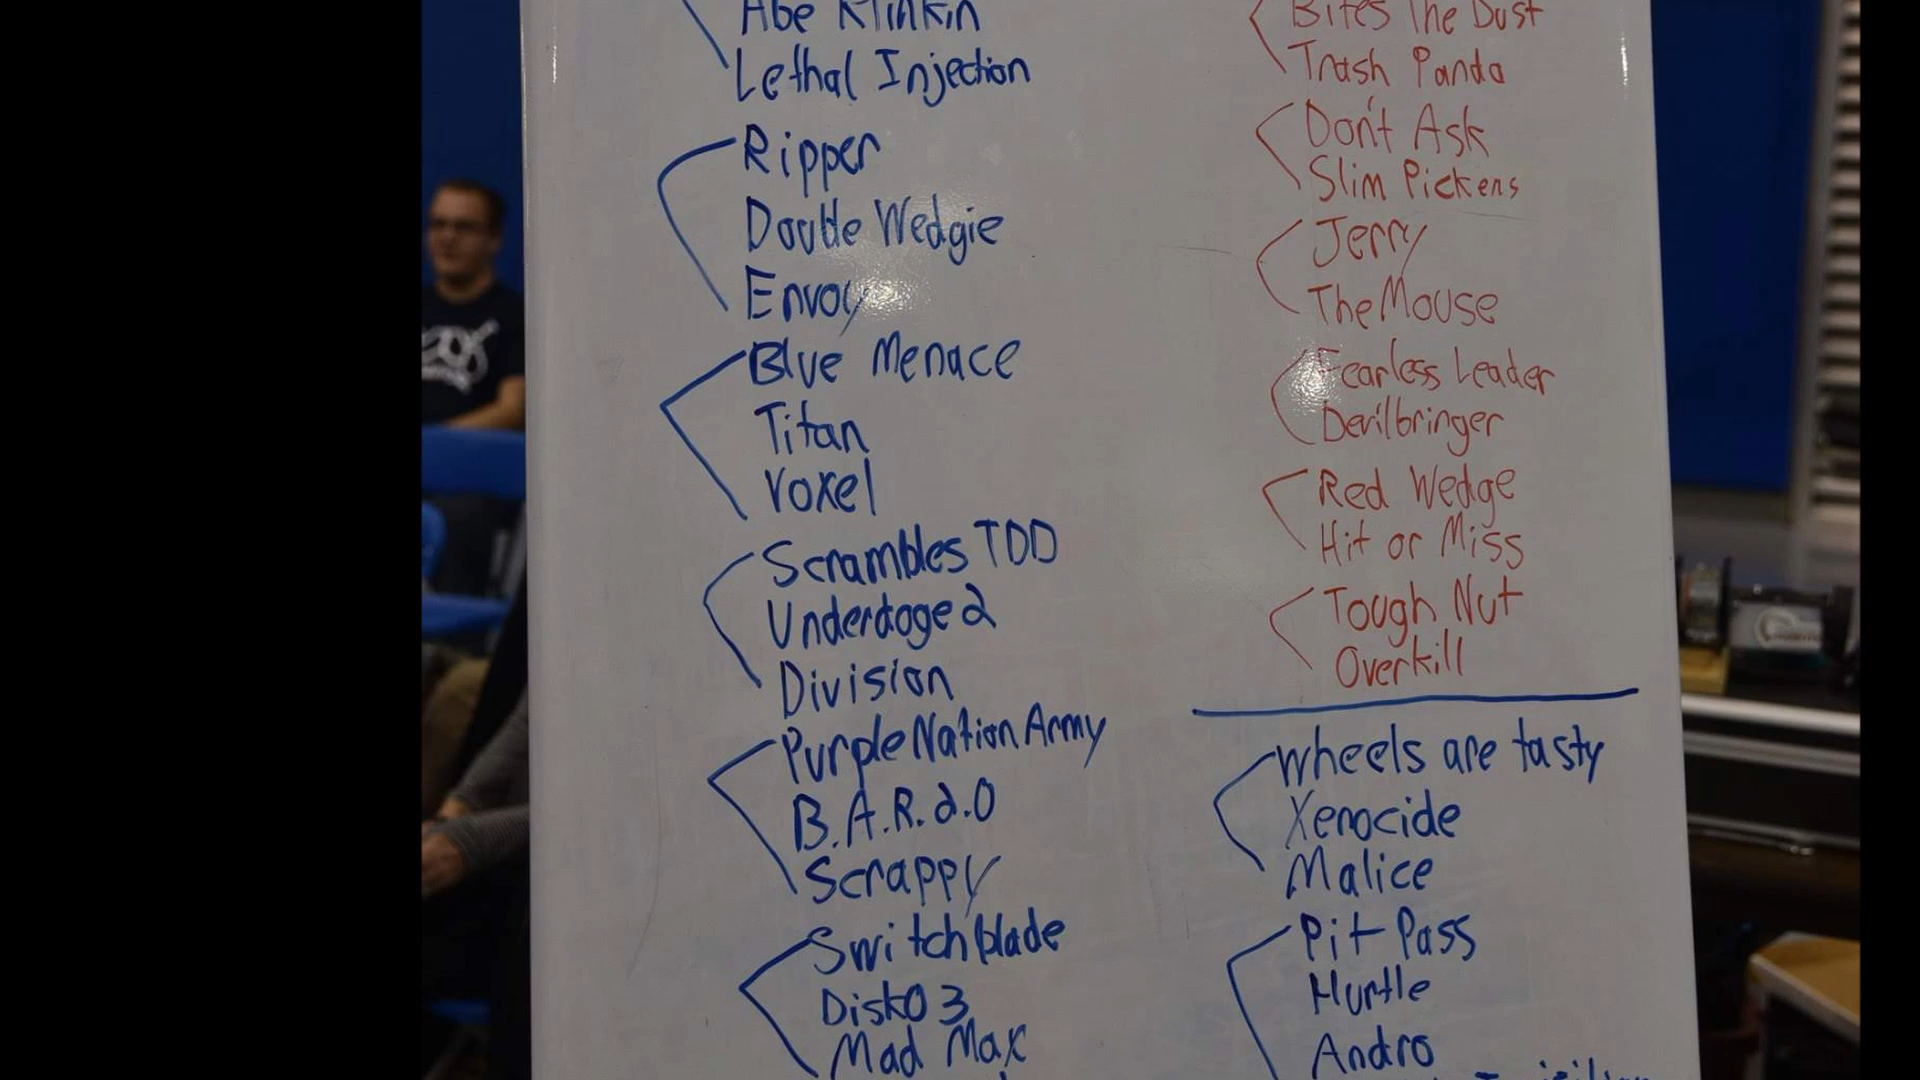 Abe Klinkin
Lethal Injection
Ripper
Double Wedgie
Envoy
Blue Menace
Titan
Voxel
Scrambles TDD
Underdoge 2
Division
Purple Nation Army
B.A.R. 2.0
Scrappy
Switchblade
DiskO 3
Mad Max
Bites The Dust
Trash Panda
Don't Ask
Slim Pickens
Jerry
The Mouse
Fearless Leader
Devilbringer
Red Wedge
Hit or Miss
Tough Nut
Overkill
Wheels are tasty
Xenocide
Malice
Pit Pass
Hurtle
Andro